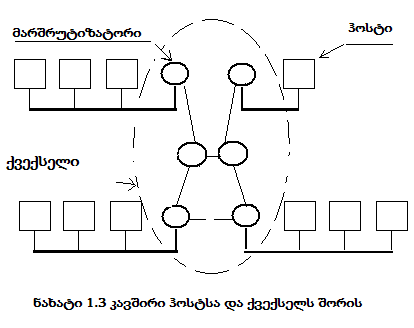 მარშრუტიზატორი
ჰოსტი
ქვექსელი
ნახატი 1.3 კავშირი ჰოსტსა და ქვექსელს შორის